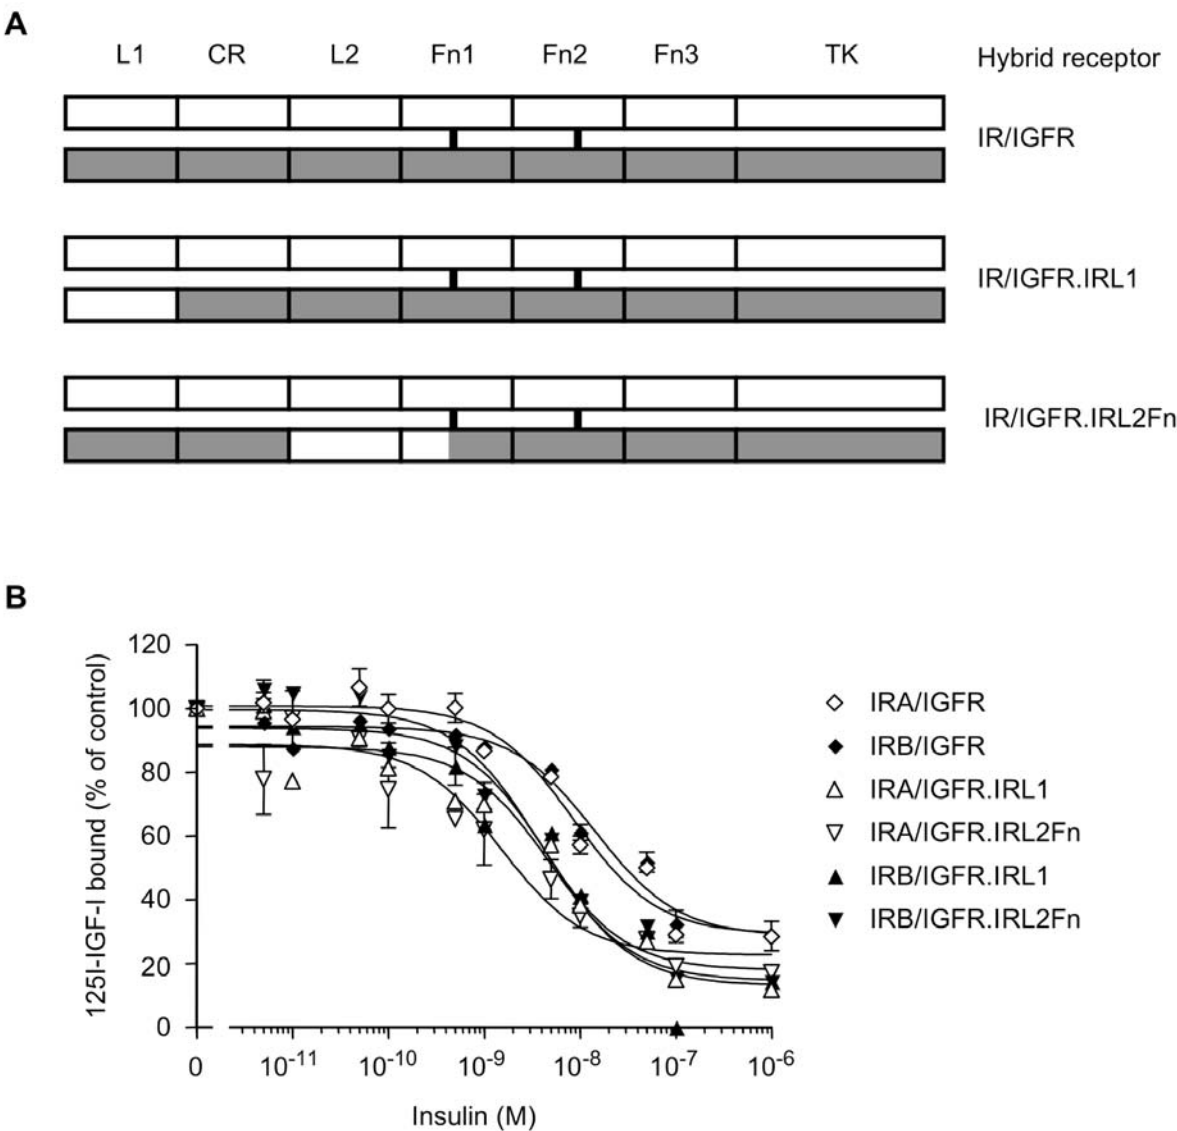 A
L1 CR L2 Fn1 Fn2 Fn3 TK Hybrid receptor
IR/IGFR
IR/IGFR.IRL1
IR/IGFR.IRL2Fn
B
125I-IGF-I bound (% of control)
120
100
80
60
40
20
0
0 10⁻¹¹ 10⁻¹⁰ 10⁻⁹ 10⁻⁸ 10⁻⁷ 10⁻⁶
Insulin (M)
IRA/IGFR
IRB/IGFR
IRA/IGFR.IRL1
IRA/IGFR.IRL2Fn
IRB/IGFR.IRL1
IRB/IGFR.IRL2Fn